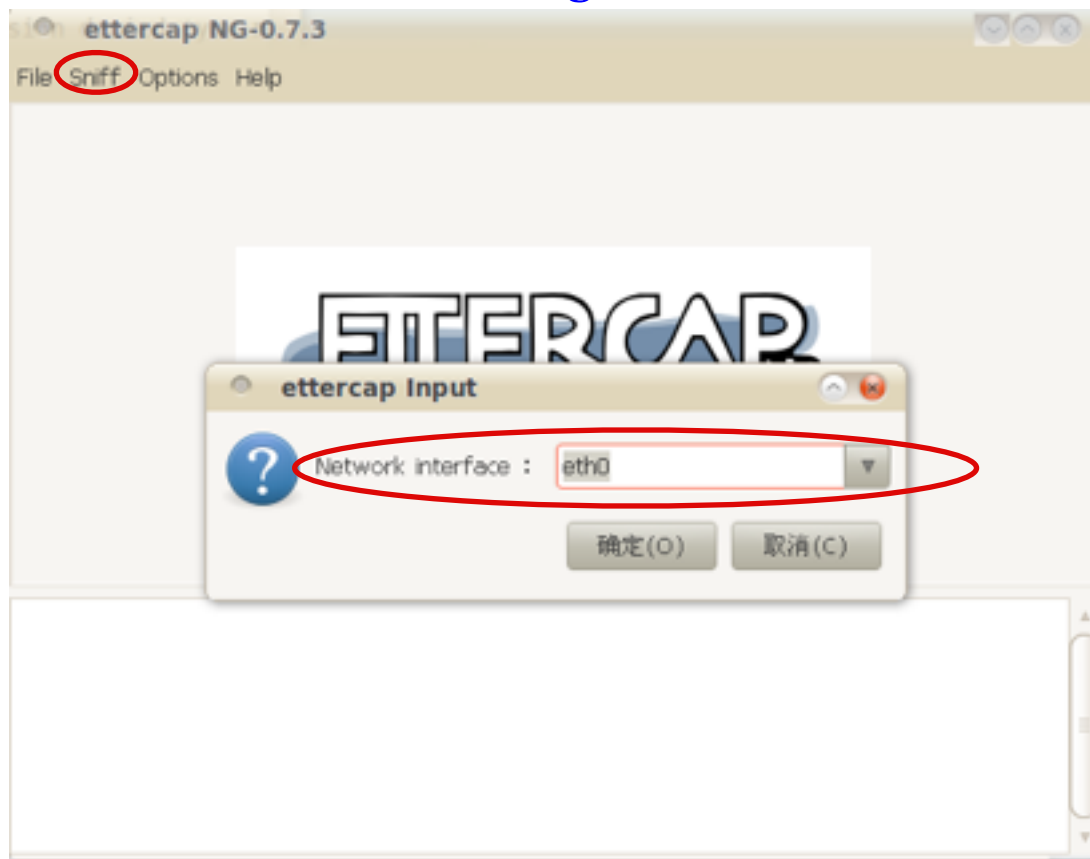 ettercap NG-0.7.3
File Sniff Options Help
ETTERCAP
ettercap Input
Network interface : eth0
确定(O) 取消(C)